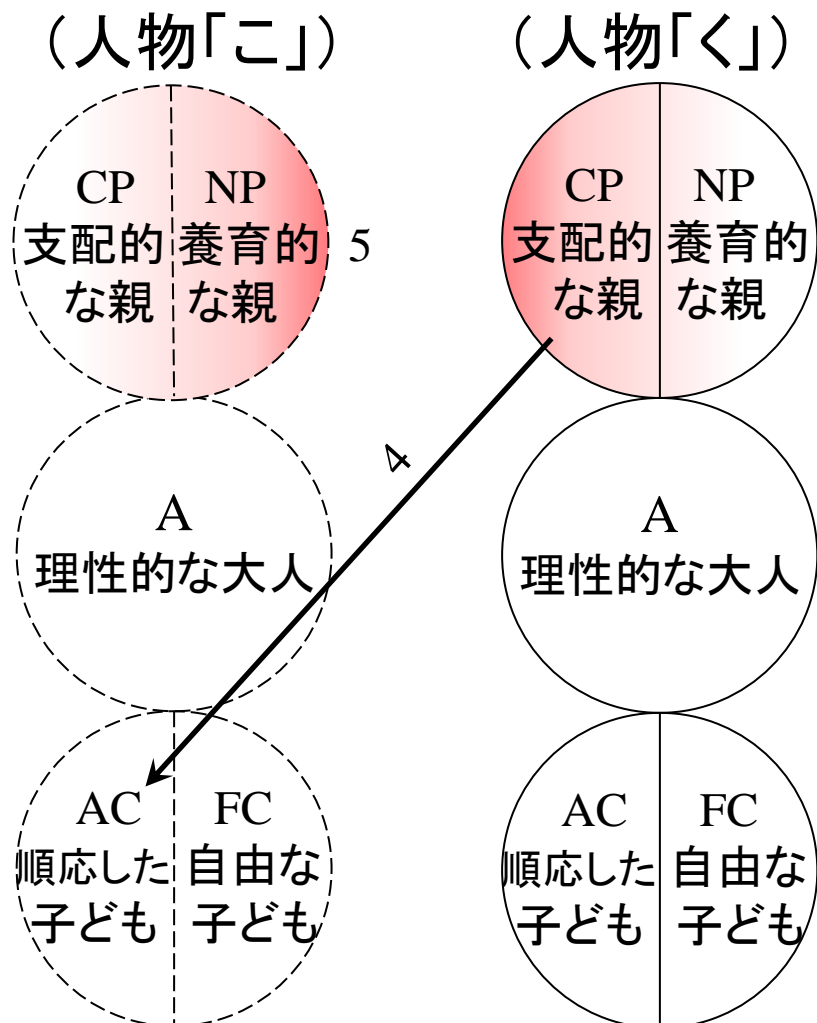 (人物「こ」)
(人物「く」)
CP
支配的
な親
NP
養育的
な親
5
CP
支配的
な親
NP
養育的
な親
4
A
理性的な大人
A
理性的な大人
AC
順応した
子ども
FC
自由な
子ども
AC
順応した
子ども
FC
自由な
子ども